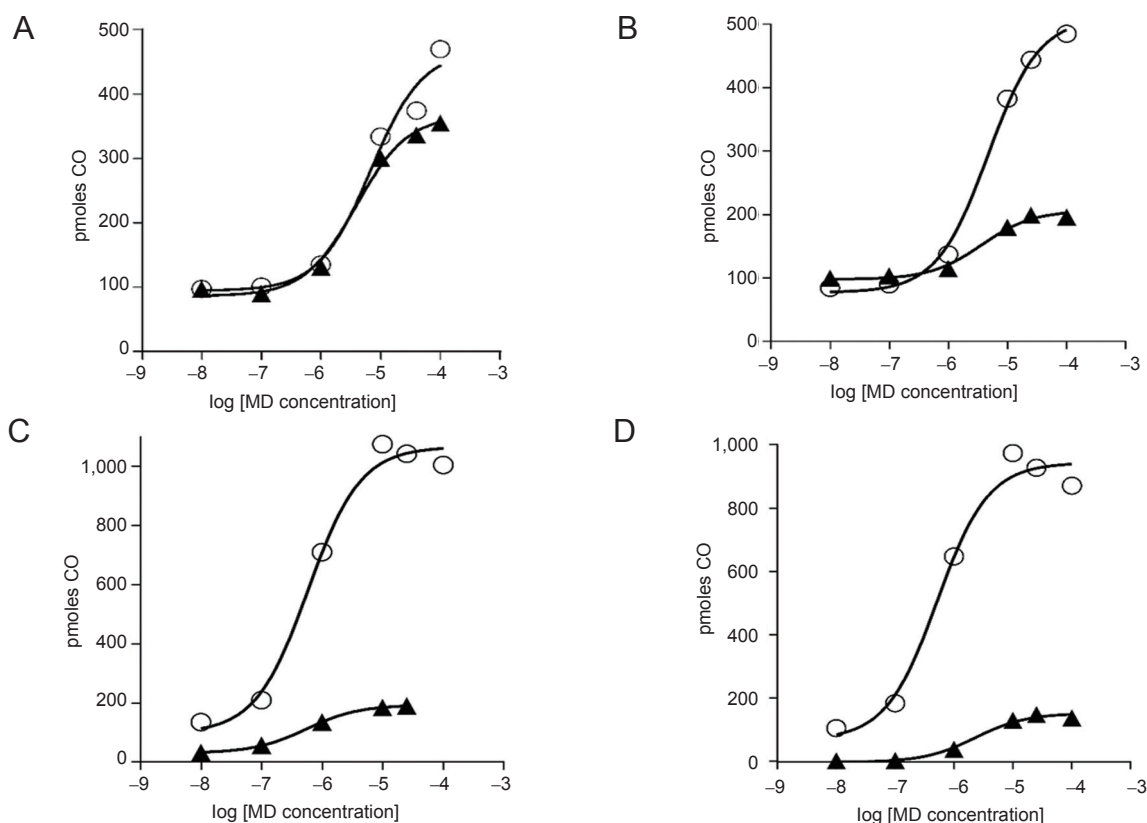 A
500
400
300
200
100
0
pmoles CO
–9 –8 –7 –6 –5 –4 –3
log [MD concentration]
B
500
400
300
200
100
0
pmoles CO
–9 –8 –7 –6 –5 –4 –3
log [MD concentration]
C
1,000
800
600
400
200
0
pmoles CO
–9 –8 –7 –6 –5 –4 –3
log [MD concentration]
D
1,000
800
600
400
200
0
pmoles CO
–9 –8 –7 –6 –5 –4 –3
log [MD concentration]